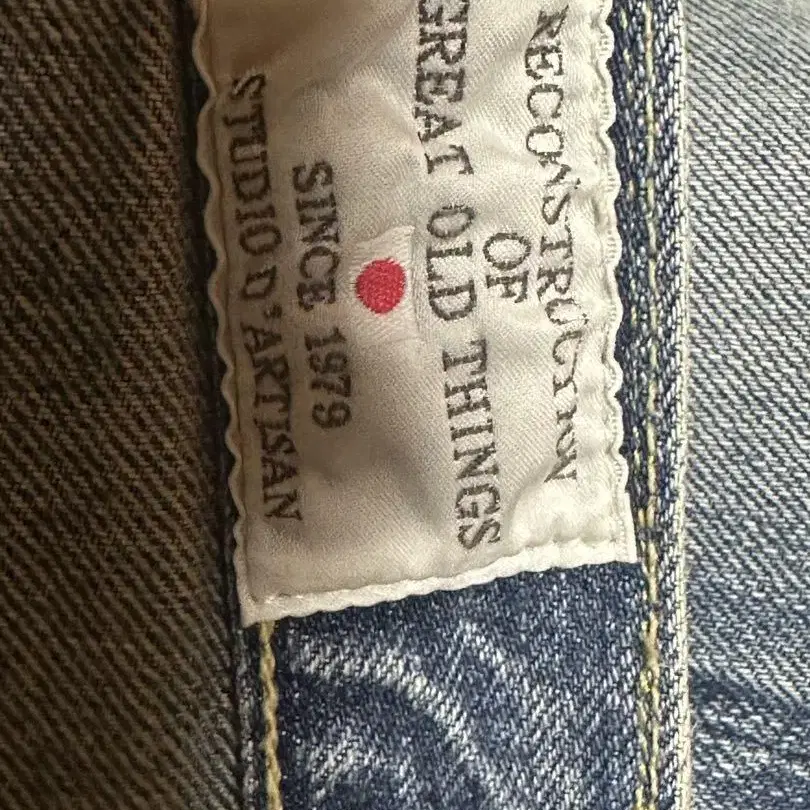 RECONSTRUCTION
OF
GREAT OLD THINGS
SINCE 1979
STUDIO D'ARTISAN